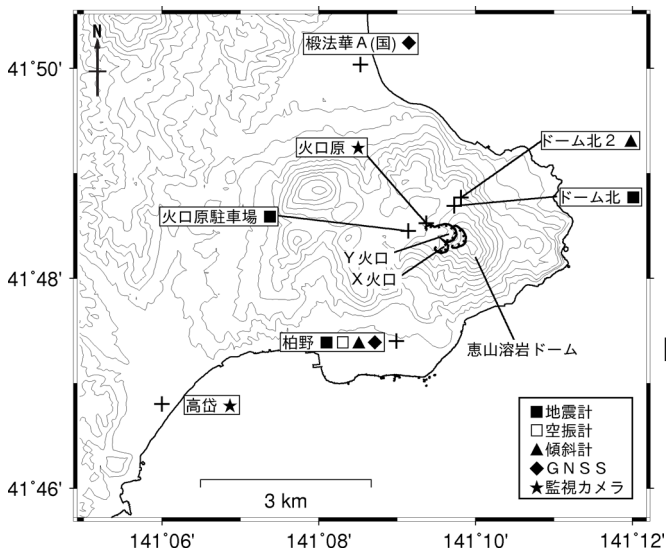 N
椴法華A(国) ◆
41°50'
火口原 ★
ドーム北2 ▲
ドーム北 ■
火口原駐車場 ■
Y火口
X火口
41°48'
柏野 ■□▲◆
恵山溶岩ドーム
高岱 ★
■地震計
□空振計
▲傾斜計
◆GNSS
★監視カメラ
41°46'
3 km
141°06'
141°08'
141°10'
141°12'